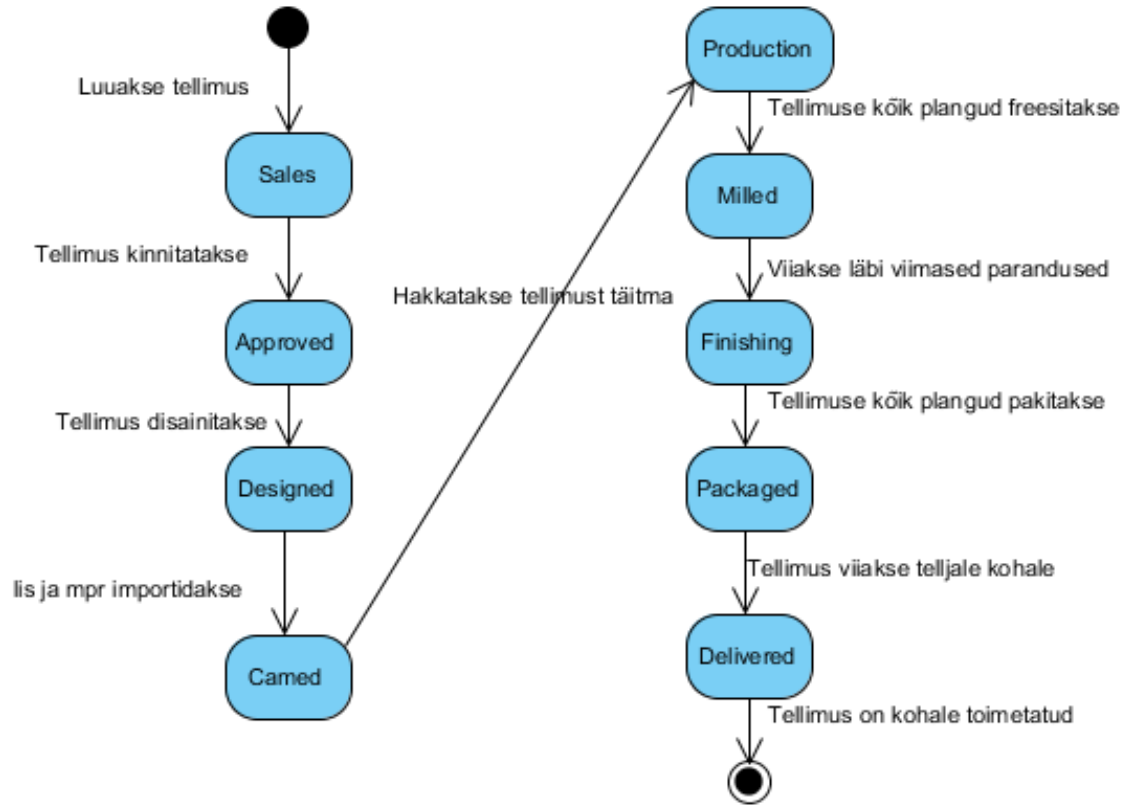 Luuakse tellimus
Sales
Tellimus kinnitatakse
Approved
Tellimus disainitakse
Designed
lis ja mpr importidakse
Camed
Hakkatakse tellimust täitma
Production
Tellimuse kõik plangud freesitakse
Milled
Viiakse läbi viimased parandused
Finishing
Tellimuse kõik plangud pakitakse
Packaged
Tellimus viiakse telljale kohale
Delivered
Tellimus on kohale toimetatud